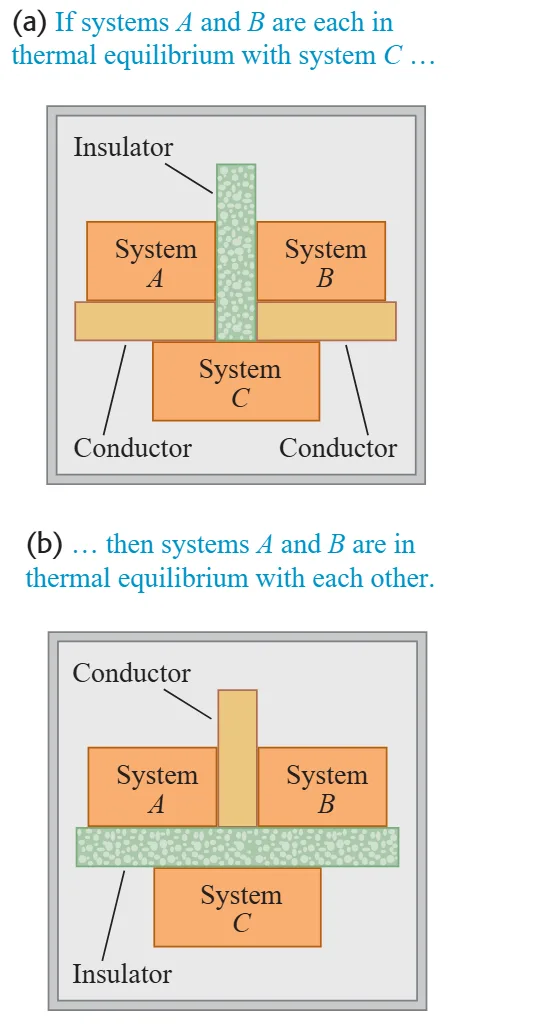 (a) If systems A and B are each in
thermal equilibrium with system C …
Insulator
System
A
System
B
System
C
Conductor
Conductor
(b) … then systems A and B are in
thermal equilibrium with each other.
Conductor
System
A
System
B
System
C
Insulator